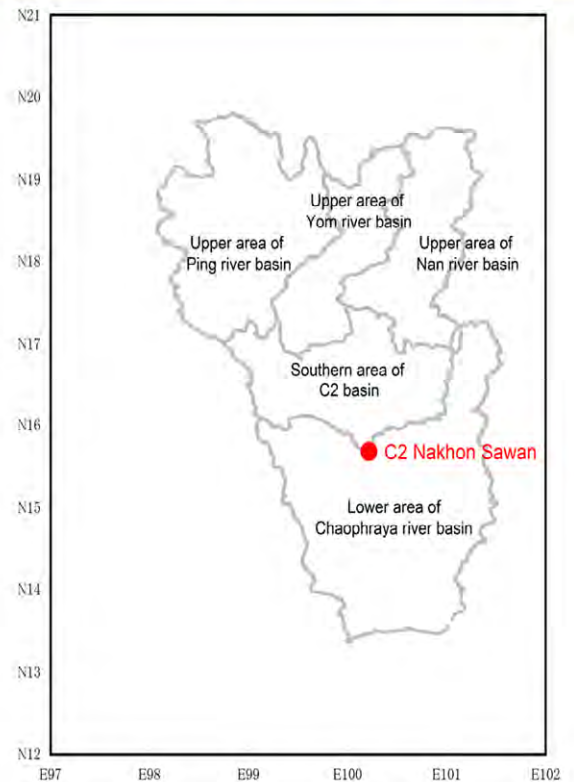 N21
N20
N19
N18
N17
N16
N15
N14
N13
N12
Upper area of
Yom river basin
Upper area of
Ping river basin
Upper area of
Nan river basin
Southern area of
C2 basin
C2 Nakhon Sawan
Lower area of
Chaophraya river basin
E97 E98 E99 E100 E101 E102